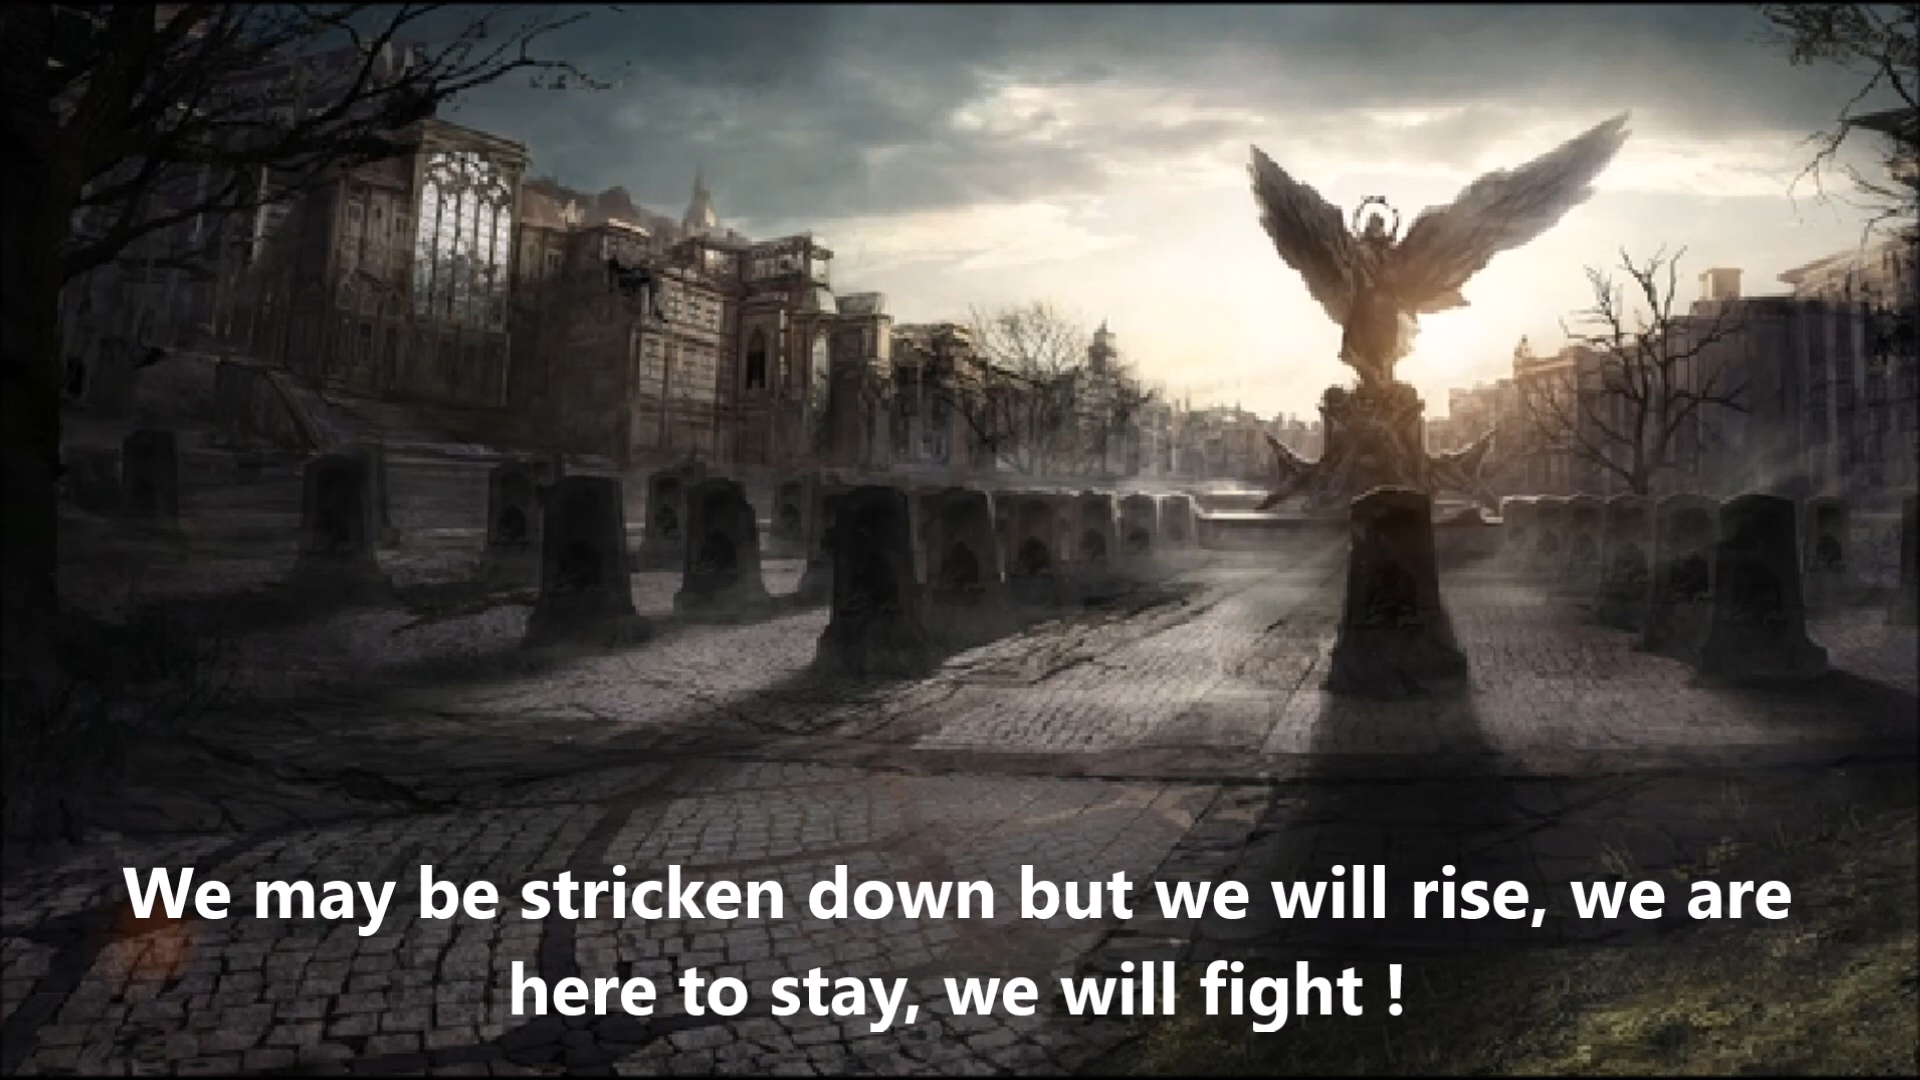 We may be stricken down but we will rise, we are
here to stay, we will fight !